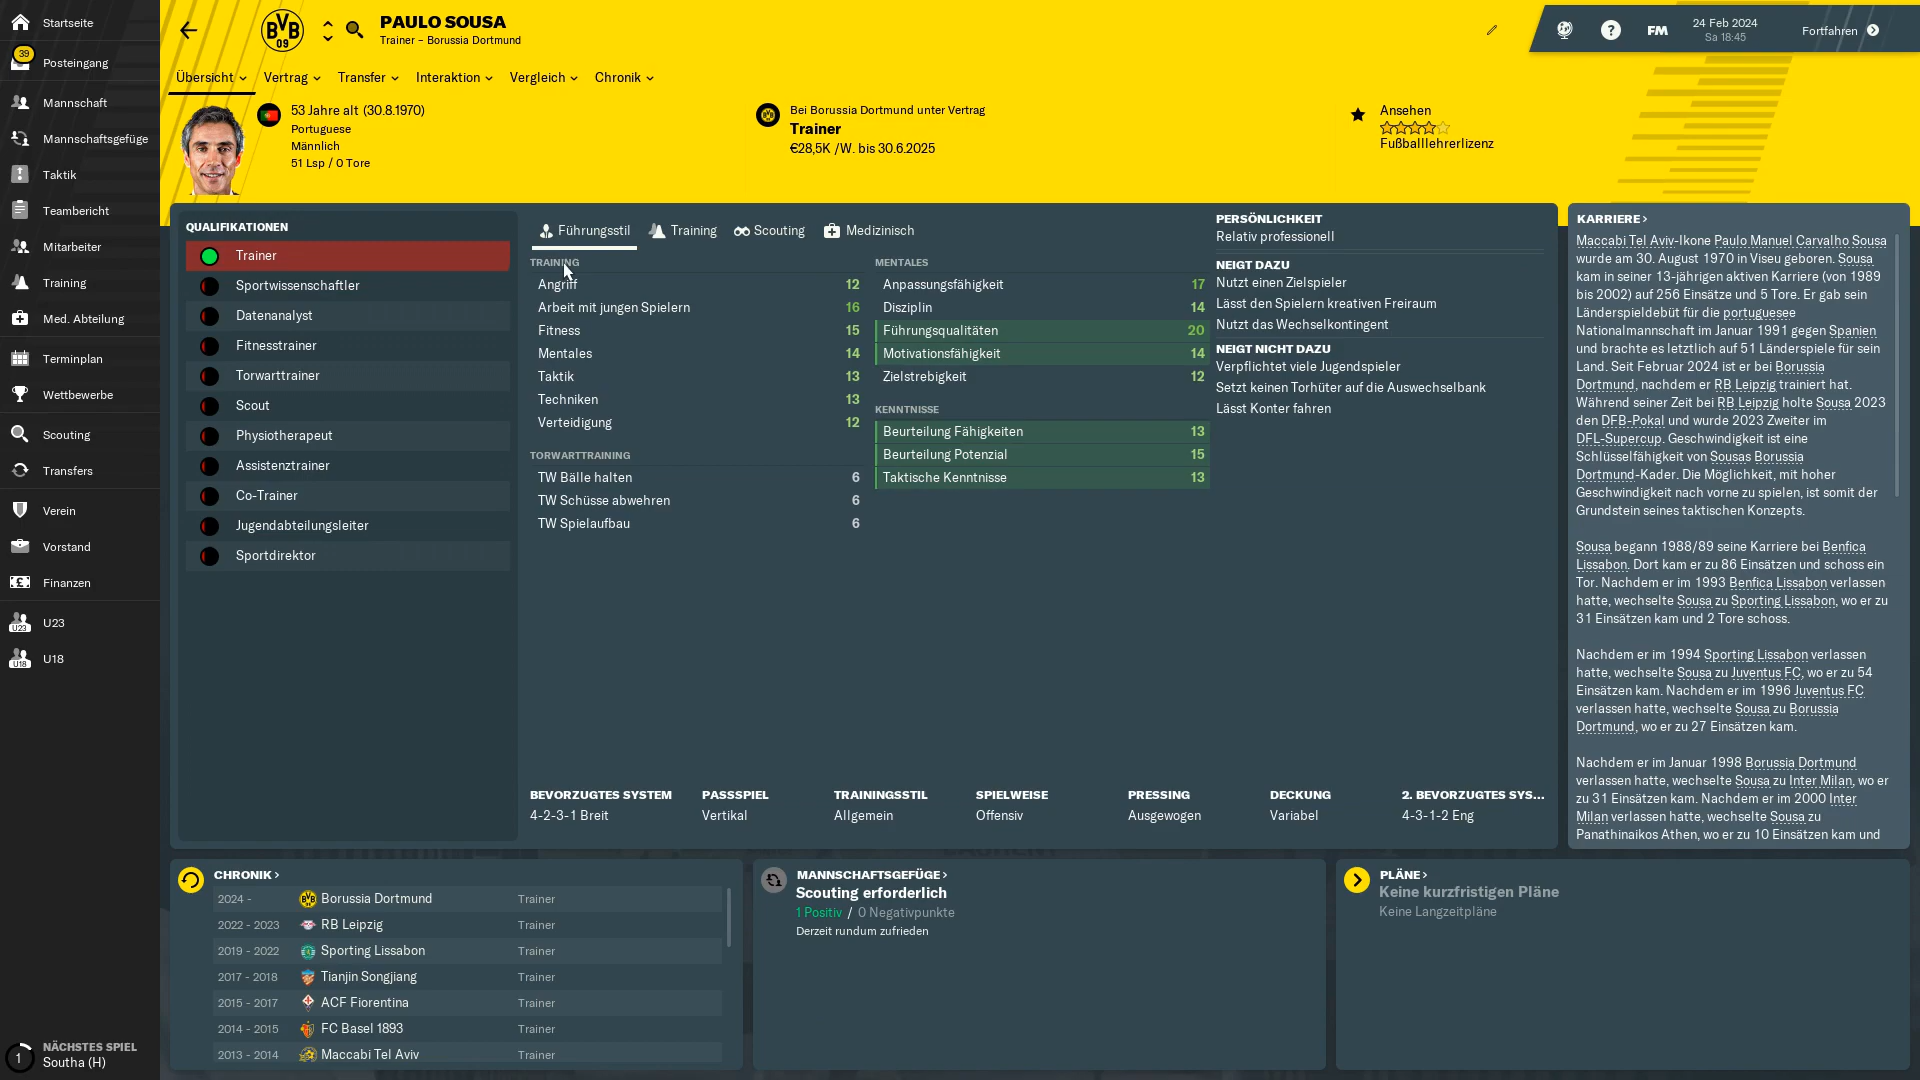 Startseite
39
Posteingang
Mannschaft
Mannschaftsgefüge
Taktik
Teambericht
Mitarbeiter
Training
Med. Abteilung
Terminplan
Wettbewerbe
Scouting
Transfers
Verein
Vorstand
Finanzen
U23
U23
U18
U18
NÄCHSTES SPIEL
1
Southa (H)
BVB
09
PAULO SOUSA
Trainer – Borussia Dortmund
?
FM
24 Feb 2024
Sa 18:45
Fortfahren
Übersicht
Vertrag
Transfer
Interaktion
Vergleich
Chronik
53 Jahre alt (30.8.1970)
Portuguese
Männlich
51 Lsp / 0 Tore
Bei Borussia Dortmund unter Vertrag
Trainer
€28,5K /W. bis 30.6.2025
Ansehen
Fußballlehrerlizenz
QUALIFIKATIONEN
Trainer
Sportwissenschaftler
Datenanalyst
Fitnesstrainer
Torwarttrainer
Scout
Physiotherapeut
Assistenztrainer
Co-Trainer
Jugendabteilungsleiter
Sportdirektor
Führungsstil
Training
Scouting
Medizinisch
TRAINING
Angriff 12
Arbeit mit jungen Spielern 16
Fitness 15
Mentales 14
Taktik 13
Techniken 13
Verteidigung 12
TORWARTTRAINING
TW Bälle halten 6
TW Schüsse abwehren 6
TW Spielaufbau 6
MENTALES
Anpassungsfähigkeit 17
Disziplin 14
Führungsqualitäten 20
Motivationsfähigkeit 14
Zielstrebigkeit 12
KENNTNISSE
Beurteilung Fähigkeiten 13
Beurteilung Potenzial 15
Taktische Kenntnisse 13
PERSÖNLICHKEIT
Relativ professionell
NEIGT DAZU
Nutzt einen Zielspieler
Lässt den Spielern kreativen Freiraum
Nutzt das Wechselkontingent
NEIGT NICHT DAZU
Verpflichtet viele Jugendspieler
Setzt keinen Torhüter auf die Auswechselbank
Lässt Konter fahren
BEVORZUGTES SYSTEM
4-2-3-1 Breit
PASSSPIEL
Vertikal
TRAININGSSTIL
Allgemein
SPIELWEISE
Offensiv
PRESSING
Ausgewogen
DECKUNG
Variabel
2. BEVORZUGTES SYS...
4-3-1-2 Eng
KARRIERE
Maccabi Tel Aviv-Ikone Paulo Manuel Carvalho Sousa
wurde am 30. August 1970 in Viseu geboren. Sousa
kam in seiner 13-jährigen aktiven Karriere (von 1989
bis 2002) auf 256 Einsätze und 5 Tore. Er gab sein
Länderspieldebüt für die portuguesee
Nationalmannschaft im Januar 1991 gegen Spanien
und brachte es letztlich auf 51 Länderspiele für sein
Land. Seit Februar 2024 ist er bei Borussia
Dortmund, nachdem er RB Leipzig trainiert hat.
Während seiner Zeit bei RB Leipzig holte Sousa 2023
den DFB-Pokal und wurde 2023 Zweiter im
DFL-Supercup. Geschwindigkeit ist eine
Schlüsselfähigkeit von Sousas Borussia
Dortmund-Kader. Die Möglichkeit, mit hoher
Geschwindigkeit nach vorne zu spielen, ist somit der
Grundstein seines taktischen Konzepts.
Sousa begann 1988/89 seine Karriere bei Benfica
Lissabon. Dort kam er zu 86 Einsätzen und schoss ein
Tor. Nachdem er im 1993 Benfica Lissabon verlassen
hatte, wechselte Sousa zu Sporting Lissabon, wo er zu
31 Einsätzen kam und 2 Tore schoss.
Nachdem er im 1994 Sporting Lissabon verlassen
hatte, wechselte Sousa zu Juventus FC, wo er zu 54
Einsätzen kam. Nachdem er im 1996 Juventus FC
verlassen hatte, wechselte Sousa zu Borussia
Dortmund, wo er zu 27 Einsätzen kam.
Nachdem er im Januar 1998 Borussia Dortmund
verlassen hatte, wechselte Sousa zu Inter Milan, wo er
zu 31 Einsätzen kam. Nachdem er im 2000 Inter
Milan verlassen hatte, wechselte Sousa zu
Panathinaikos Athen, wo er zu 10 Einsätzen kam und
CHRONIK
2024 - Borussia Dortmund Trainer
2022 - 2023 RB Leipzig Trainer
2019 - 2022 Sporting Lissabon Trainer
2017 - 2018 Tianjin Songjiang Trainer
2015 - 2017 ACF Fiorentina Trainer
2014 - 2015 FC Basel 1893 Trainer
2013 - 2014 Maccabi Tel Aviv Trainer
MANNSCHAFTSGEFÜGE
Scouting erforderlich
1 Positiv / 0 Negativpunkte
Derzeit rundum zufrieden
PLÄNE
Keine kurzfristigen Pläne
Keine Langzeitpläne